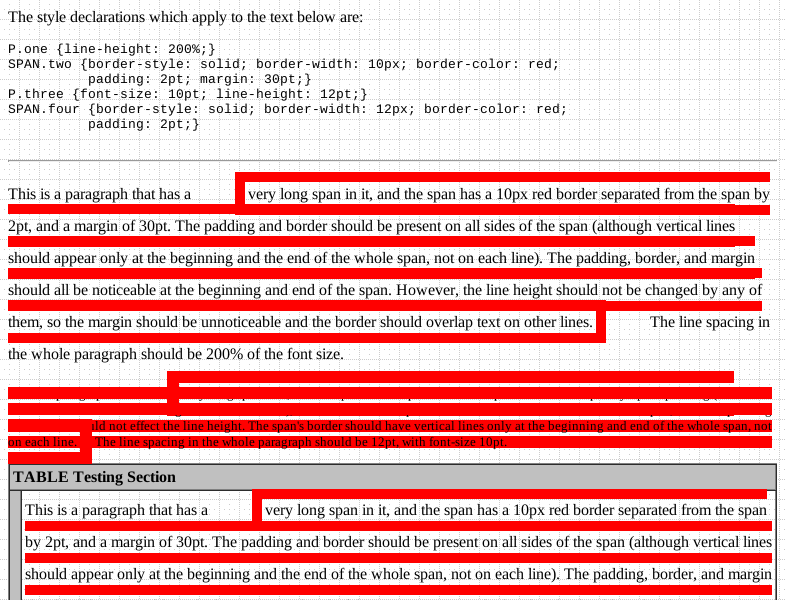 The style declarations which apply to the text below are:
P.one {line-height: 200%;}
SPAN.two {border-style: solid; border-width: 10px; border-color: red;
padding: 2pt; margin: 30pt;}
P.three {font-size: 10pt; line-height: 12pt;}
SPAN.four {border-style: solid; border-width: 12px; border-color: red;
padding: 2pt;}
This is a paragraph that has a very long span in it, and the span has a 10px red border separated from the span by
2pt, and a margin of 30pt. The padding and border should be present on all sides of the span (although vertical lines
should appear only at the beginning and the end of the whole span, not on each line). The padding, border, and margin
should all be noticeable at the beginning and end of the span. However, the line height should not be changed by any of
them, so the margin should be unnoticeable and the border should overlap text on other lines. The line spacing in
the whole paragraph should be 200% of the font size.
not effect the line height. The span's border should have vertical lines only at the beginning and end of the whole span, not
on each line. The line spacing in the whole paragraph should be 12pt, with font-size 10pt.
TABLE Testing Section
This is a paragraph that has a very long span in it, and the span has a 10px red border separated from the span
by 2pt, and a margin of 30pt. The padding and border should be present on all sides of the span (although vertical lines
should appear only at the beginning and the end of the whole span, not on each line). The padding, border, and margin